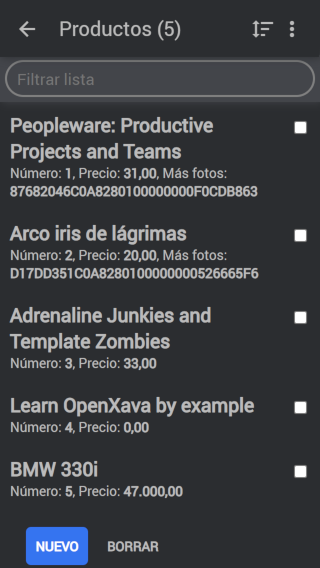 Productos (5)
Filtrar lista
Peopleware: Productive
Projects and Teams
Número: 1, Precio: 31,00, Más fotos:
87682046C0A8280100000000F0CDB863
Arco iris de lágrimas
Número: 2, Precio: 20,00, Más fotos:
D17DD351C0A8280100000000526665F6
Adrenaline Junkies and
Template Zombies
Número: 3, Precio: 33,00
Learn OpenXava by example
Número: 4, Precio: 0,00
BMW 330i
Número: 5, Precio: 47.000,00
NUEVO BORRAR